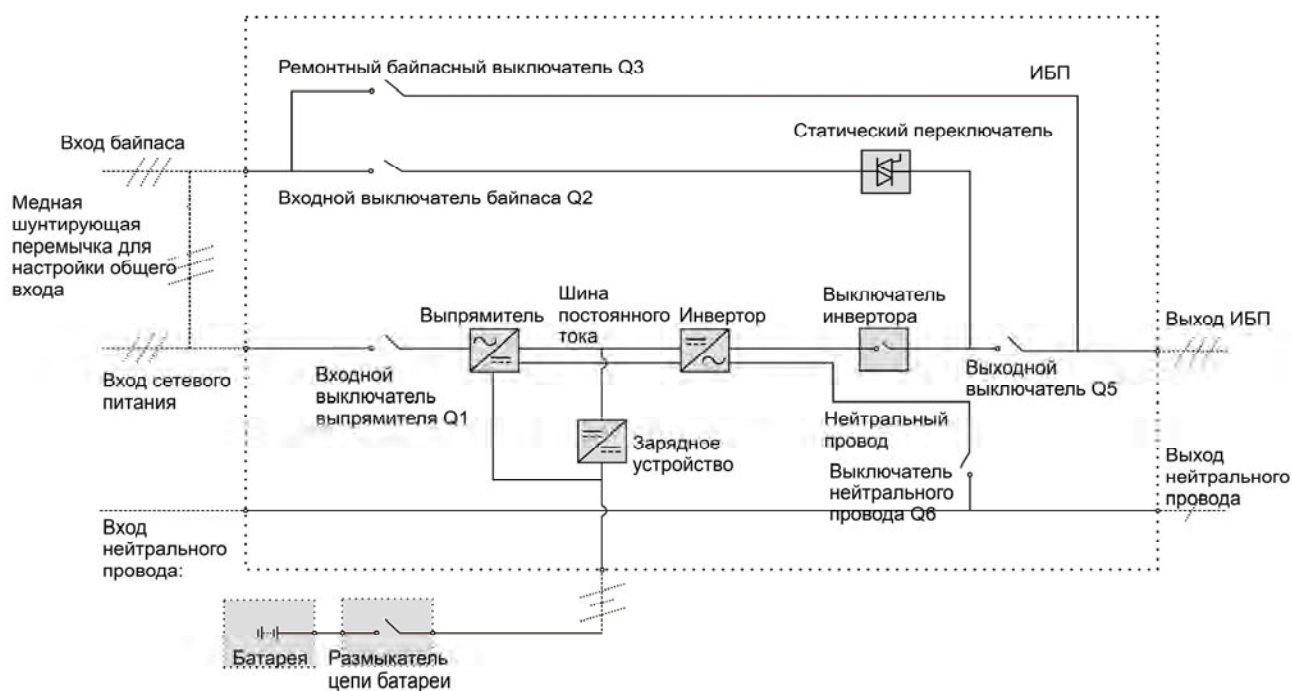 Ремонтный байпасный выключатель Q3
ИБП
Вход байпаса
Статический переключатель
Входной выключатель байпаса Q2
Медная
шунтирующая
перемычка для
настройки общего
входа
Выпрямитель
Шина
постоянного
тока
Инвертор
Выключатель
инвертора
Выход ИБП
Вход сетевого
питания
Входной
выключатель
выпрямителя Q1
Выходной
выключатель Q5
Зарядное
устройство
Нейтральный
провод
Выключатель
нейтрального
провода Q6
Выход
нейтрального
провода
Вход
нейтрального
провода:
Батарея
Размыкатель
цепи батареи